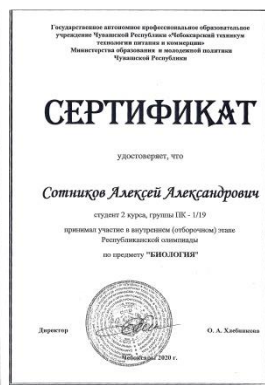 Государственное автономное профессиональное образовательное
учреждение Чувашской Республики «Чебоксарский техникум
технологии питания и коммерции»
Министерства образования и молодежной политики
Чувашской Республики
СЕРТИФИКАТ
удостоверяет, что
Сотников Алексей Александрович
студент 2 курса, группы ПК - 1/19
принимал участие в внутреннем (отборочном) этапе
Республиканской олимпиады
по предмету "БИОЛОГИЯ"
Директор О. А. Хлебникова
Чебоксары 2020 г.